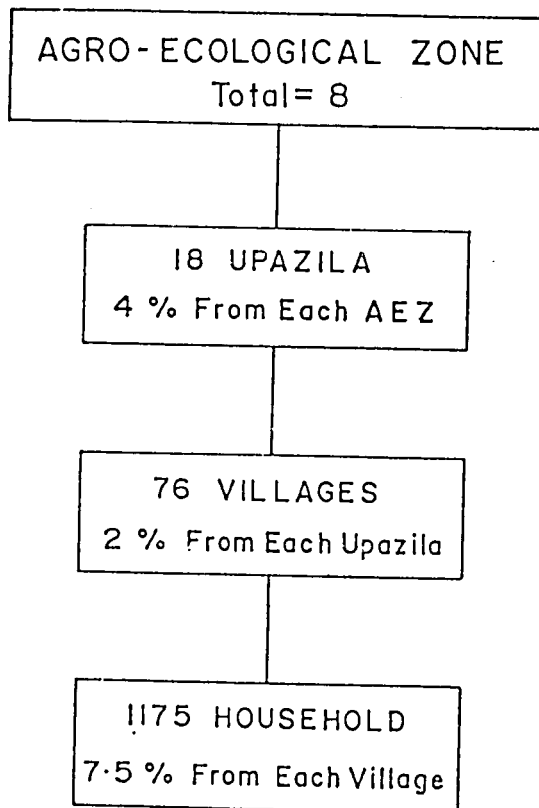 AGRO-ECOLOGICAL ZONE
Total= 8
18 UPAZILA
4 % From Each AEZ
76 VILLAGES
2 % From Each Upazila
1175 HOUSEHOLD
7.5 % From Each Village